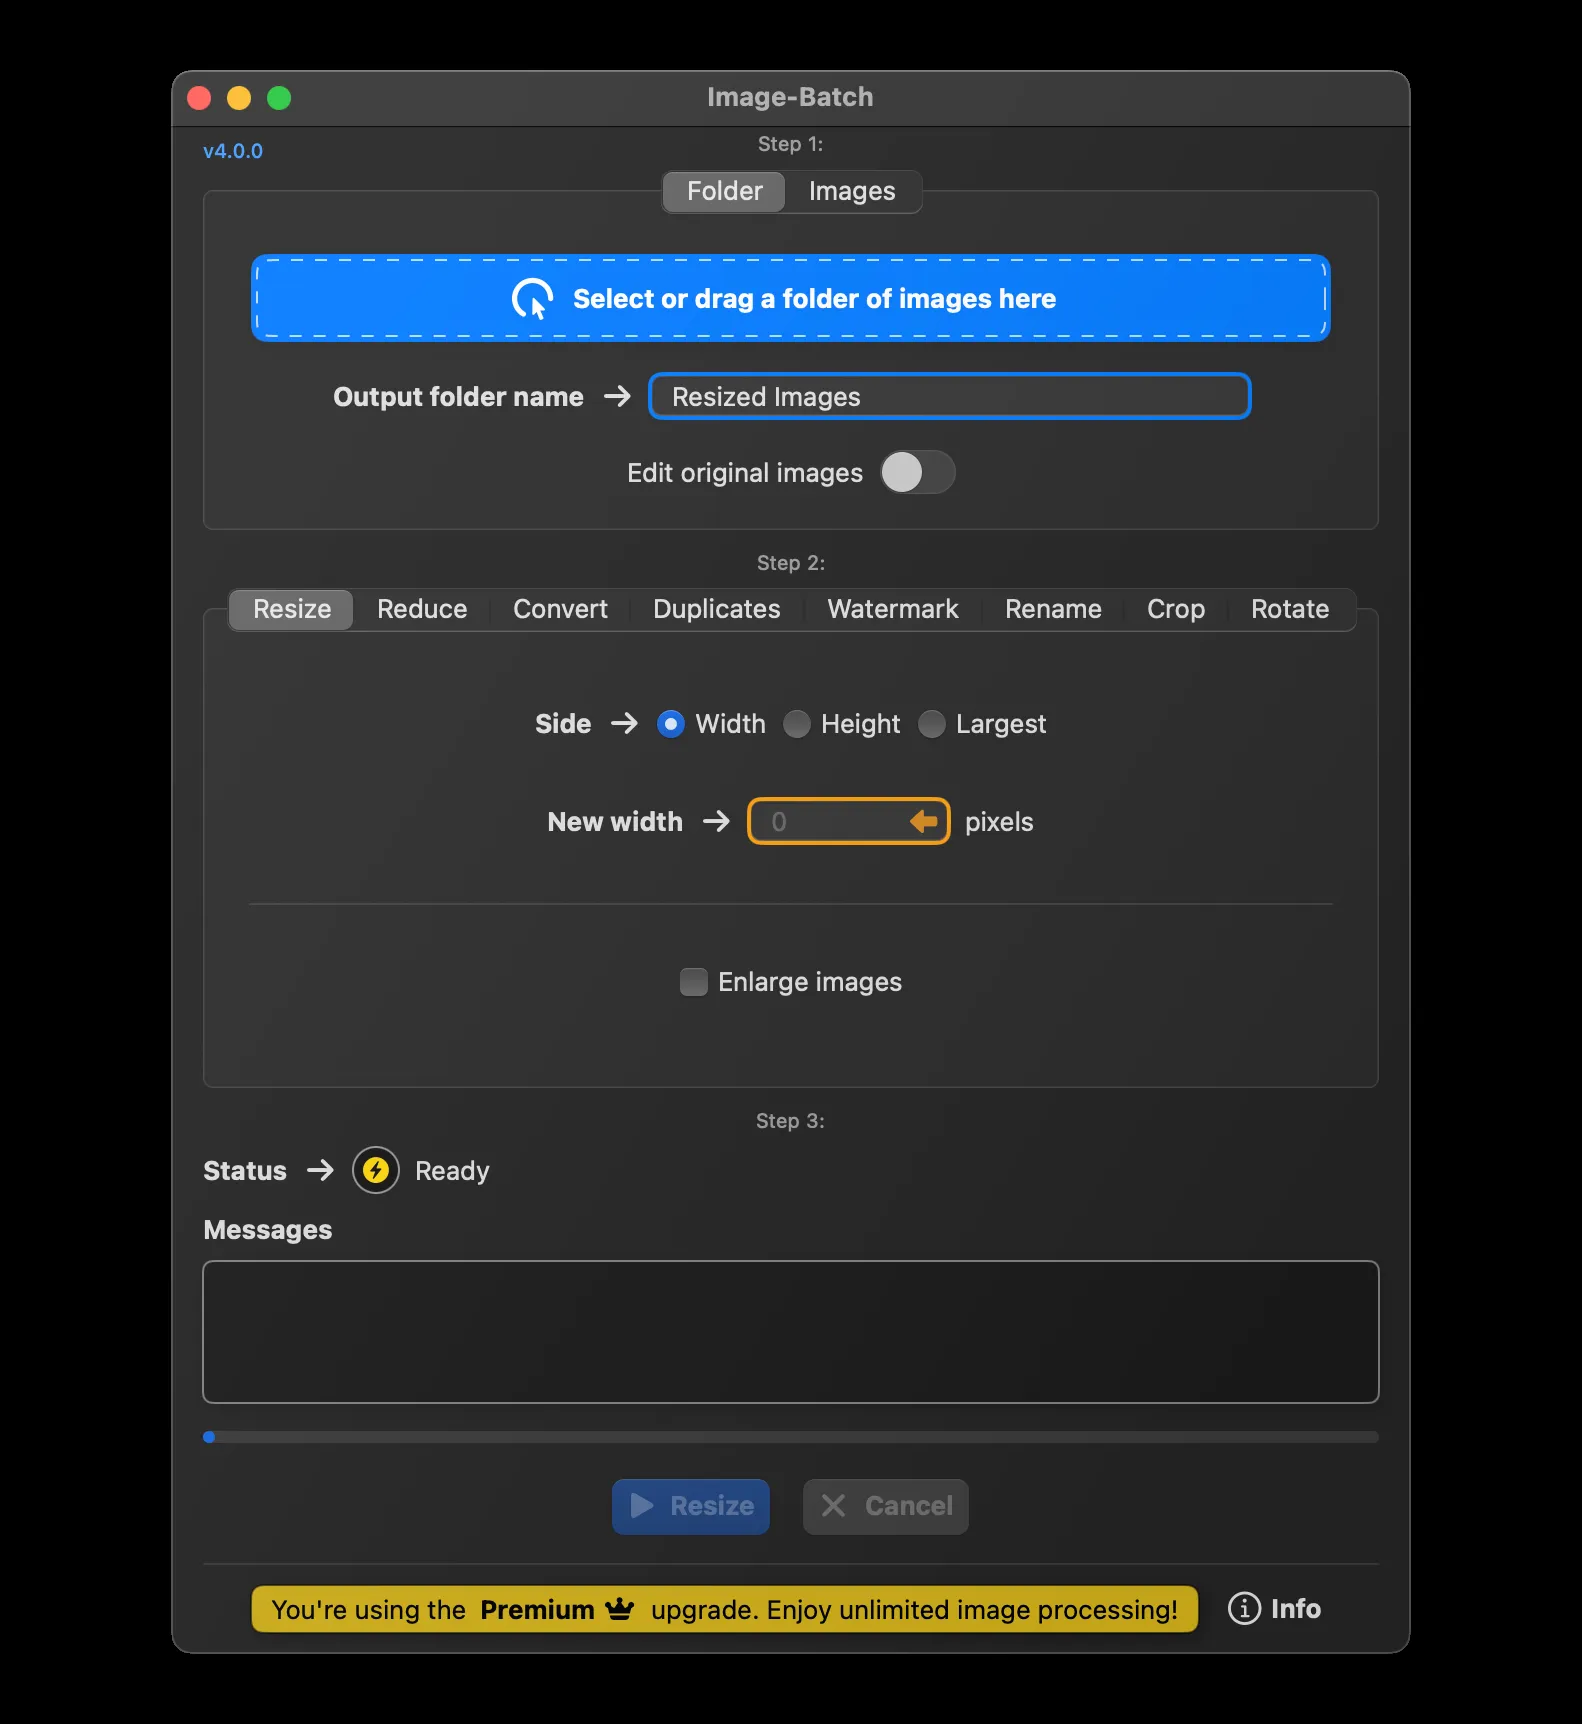 Image-Batch
v4.0.0
Step 1:
Folder Images
Select or drag a folder of images here
Output folder name → Resized Images
Edit original images
Step 2:
Resize Reduce Convert Duplicates Watermark Rename Crop Rotate
Side → Width Height Largest
New width → 0 pixels
Enlarge images
Step 3:
Status → Ready
Messages
Resize Cancel
You're using the Premium upgrade. Enjoy unlimited image processing! Info